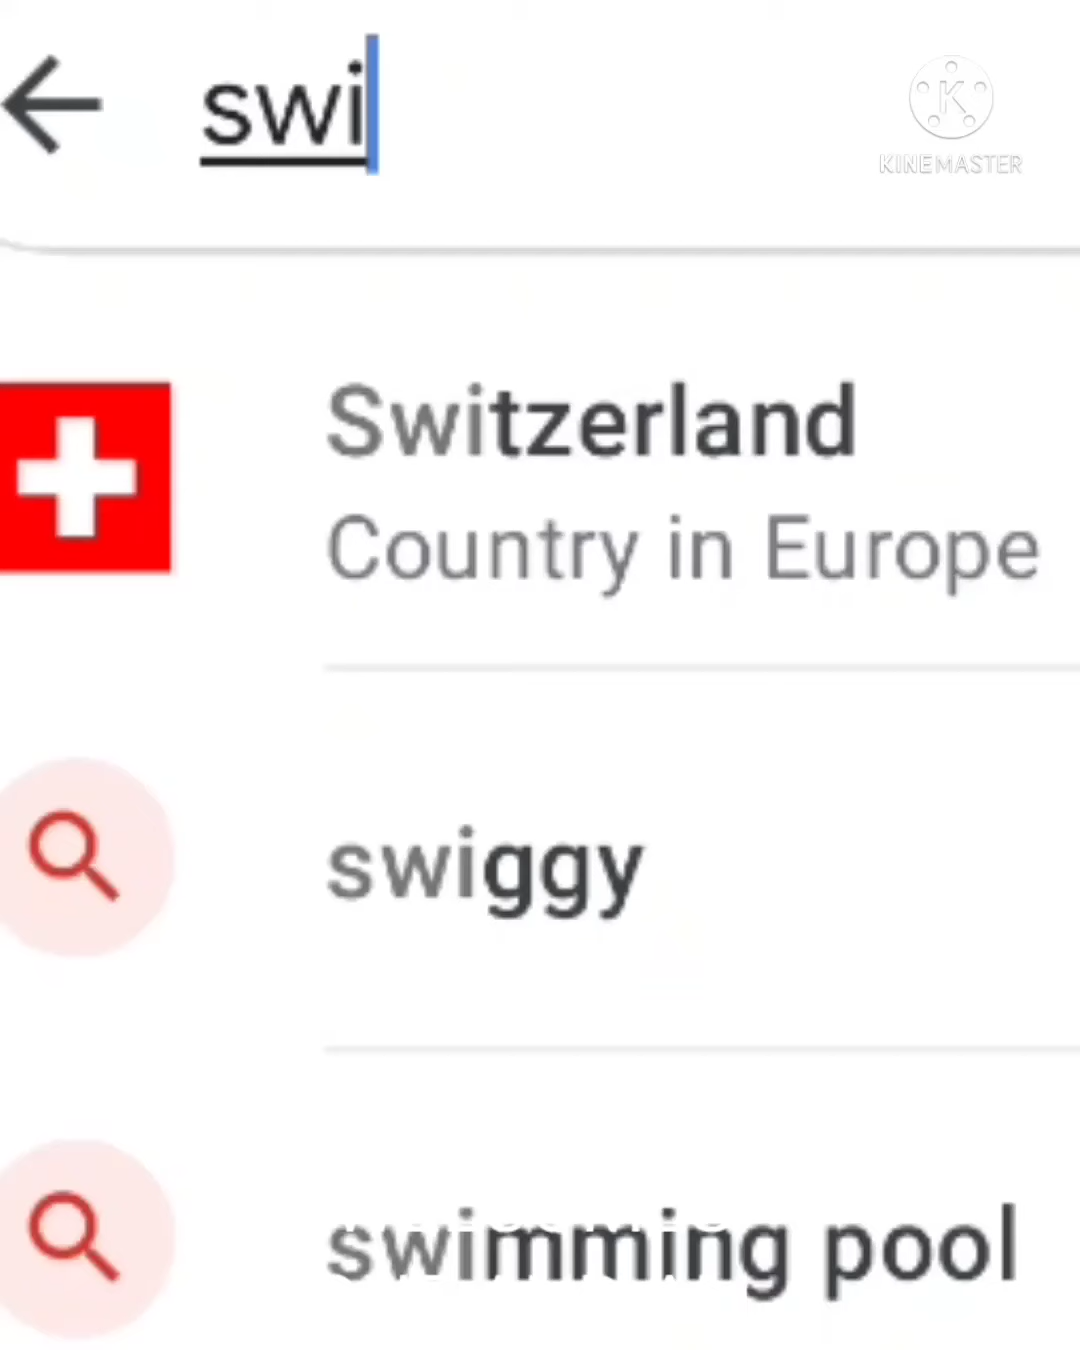 swi
KINEMASTER
Switzerland
Country in Europe
swiggy
swimming pool